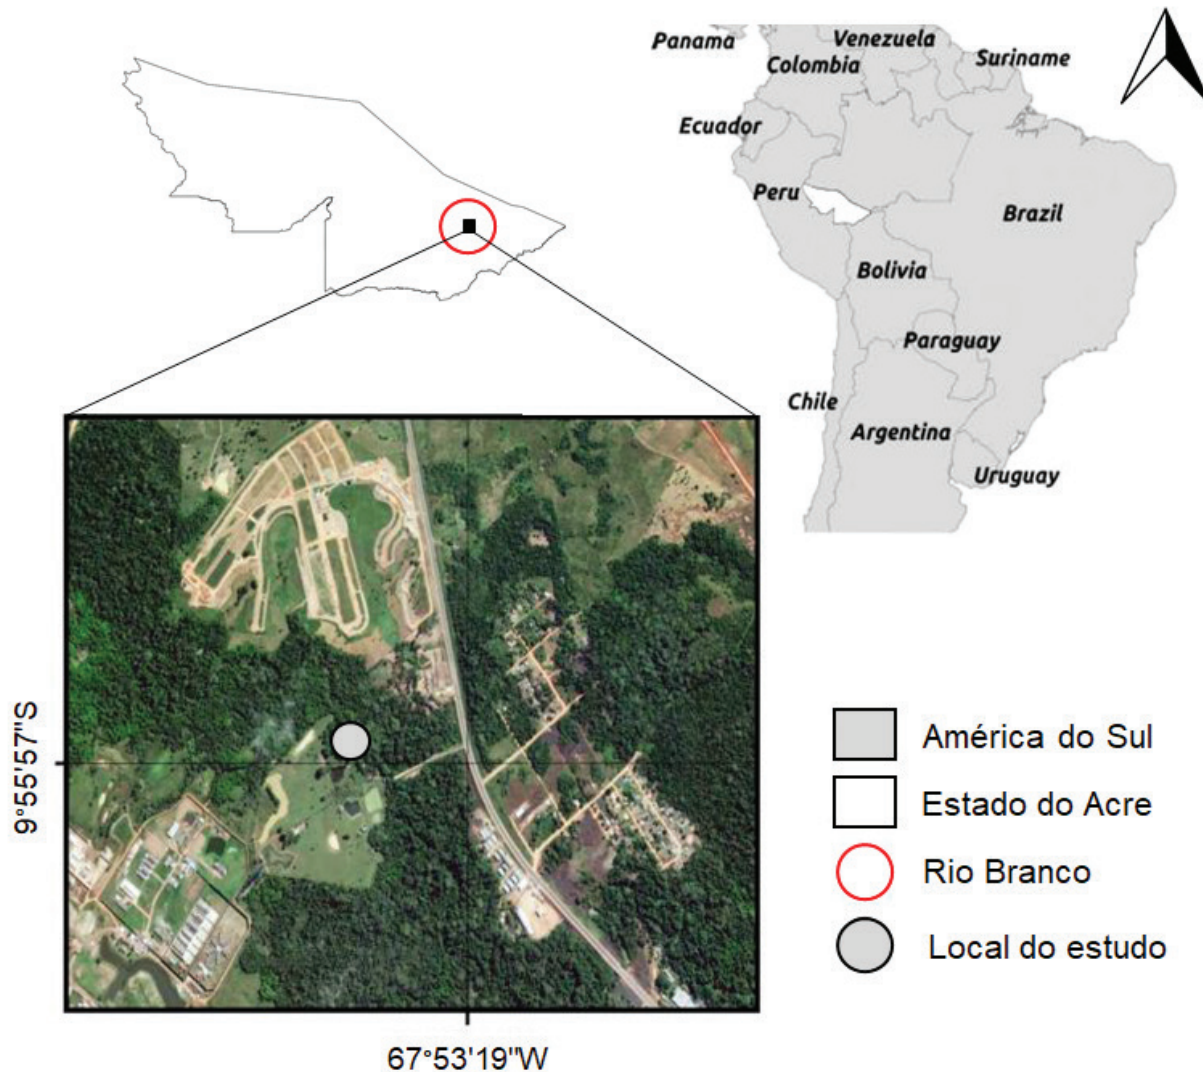 Panama
Venezuela
Colombia
Suriname
Ecuador
Peru
Brazil
Bolivia
Paraguay
Chile
Argentina
Uruguay
9°55'57"S
67°53'19"W
América do Sul
Estado do Acre
Rio Branco
Local do estudo